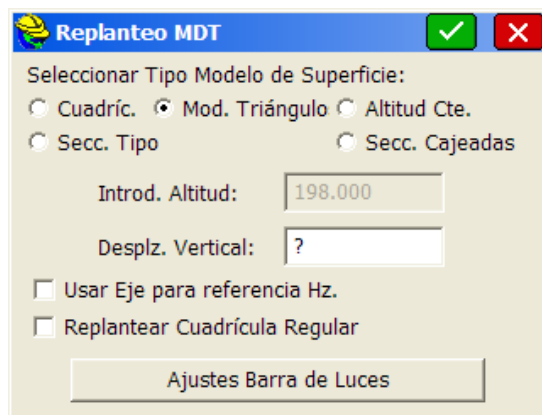 Replanteo MDT
Seleccionar Tipo Modelo de Superficie:
Cuadríc. Mod. Triángulo Altitud Cte.
Secc. Tipo Secc. Cajeadas
Introd. Altitud: 198.000
Desplz. Vertical: ?
Usar Eje para referencia Hz.
Replantear Cuadrícula Regular
Ajustes Barra de Luces